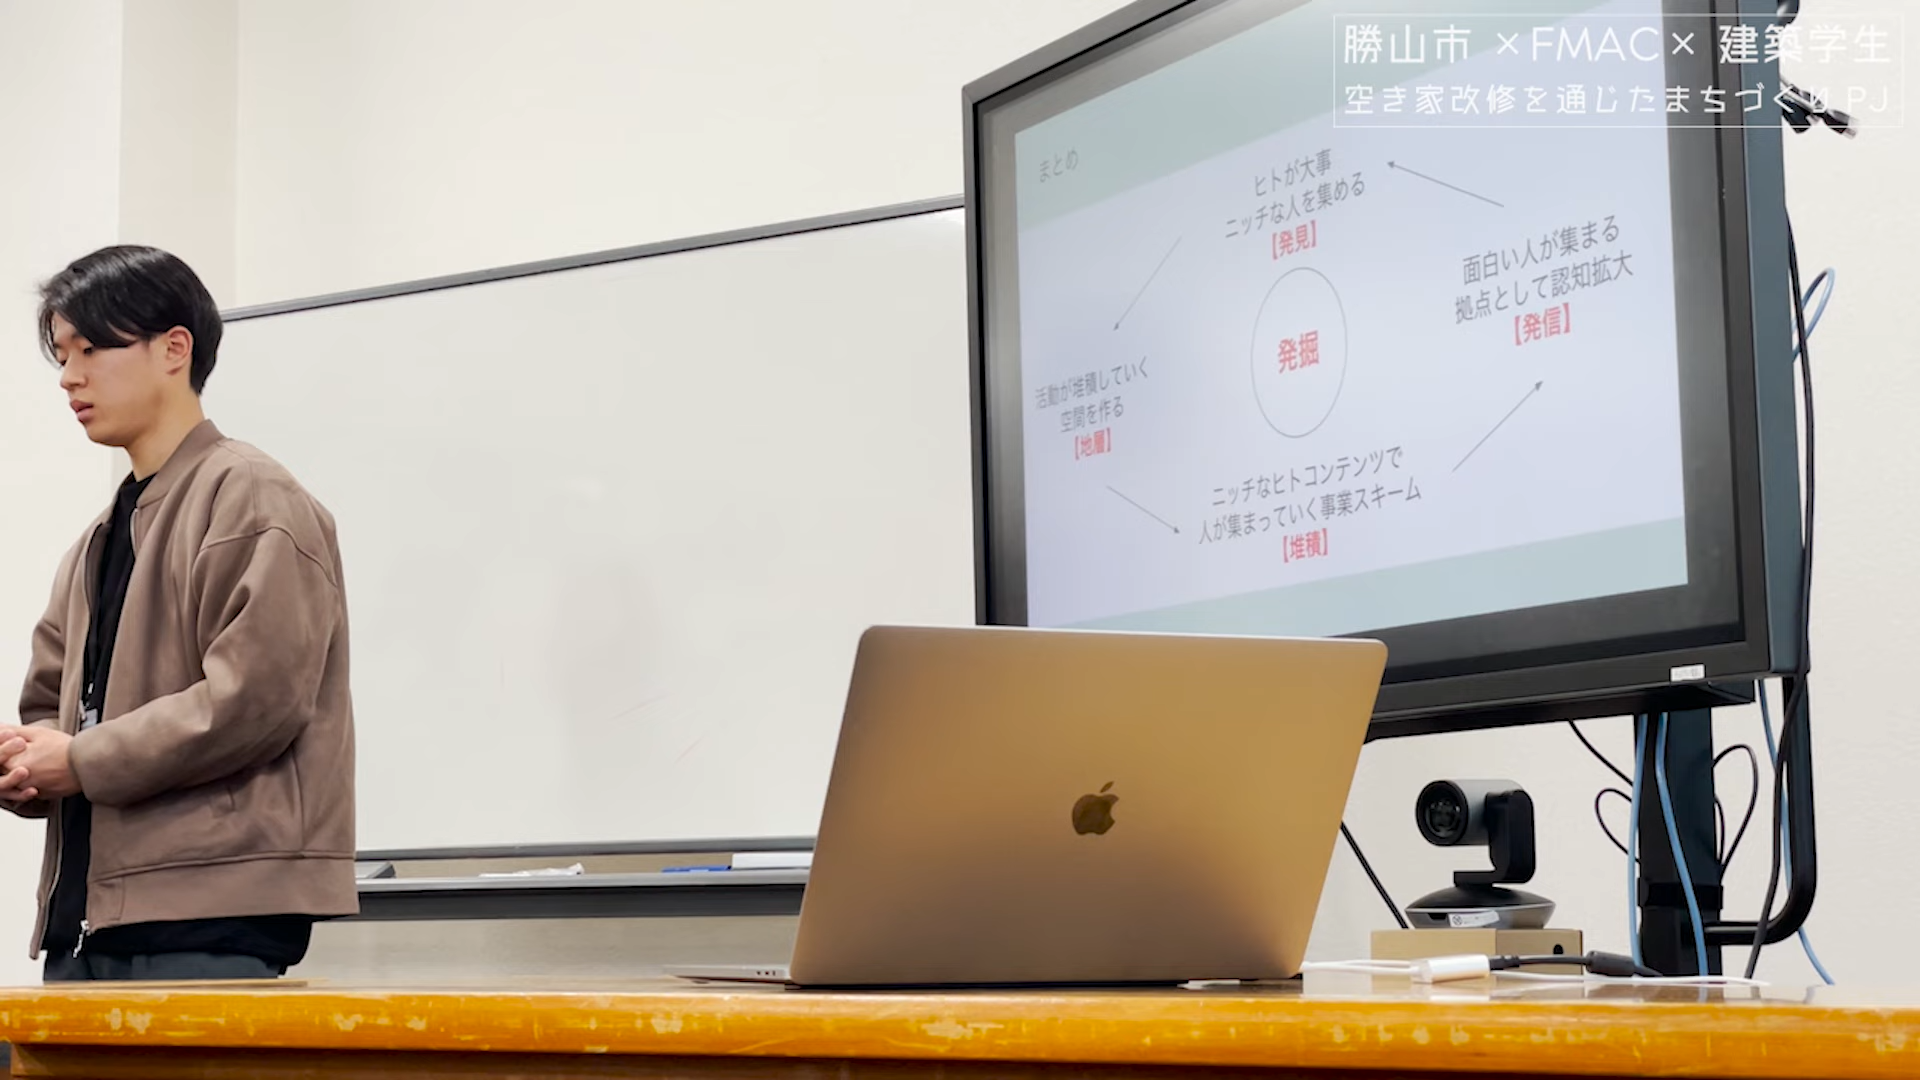 勝山市 ×FMAC× 建築学生
空き家改修を通じたまちづくり PJ
まとめ
ヒトが大事
ニッチな人を集める
【発見】
面白い人が集まる
拠点として認知拡大
【発信】
発掘
活動が堆積していく
空間を作る
【地層】
ニッチなヒトコンテンツで
人が集まっていく事業スキーム
【堆積】